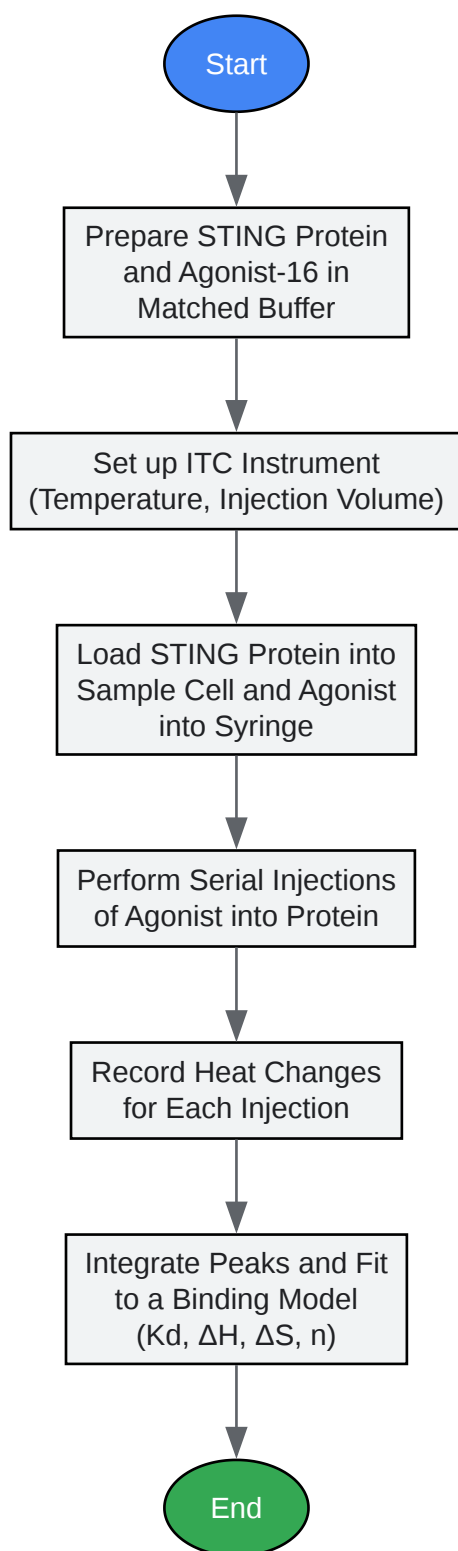 Start
Prepare STING Protein
and Agonist-16 in
Matched Buffer
Set up ITC Instrument
(Temperature, Injection Volume)
Load STING Protein into
Sample Cell and Agonist
into Syringe
Perform Serial Injections
of Agonist into Protein
Record Heat Changes
for Each Injection
Integrate Peaks and Fit
to a Binding Model
(Kd, ΔH, ΔS, n)
End